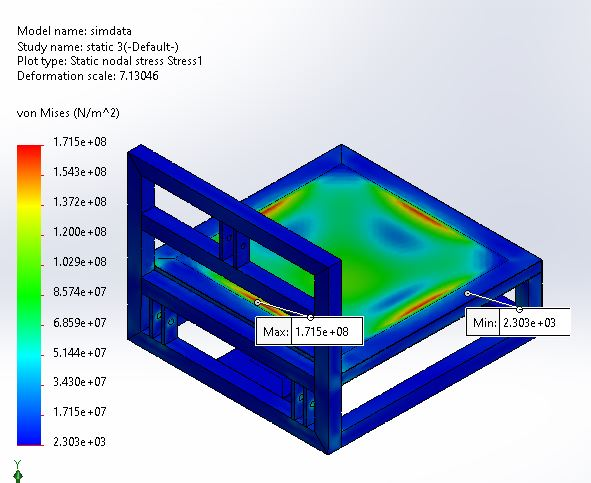 Model name: simdata
Study name: static 3(-Default-)
Plot type: Static nodal stress Stress1
Deformation scale: 7.13046
von Mises (N/m^2)
1.715e+08
1.543e+08
1.372e+08
1.200e+08
1.029e+08
8.574e+07
6.859e+07
5.144e+07
3.430e+07
1.715e+07
2.303e+03
Max: 1.715e+08
Min: 2.303e+03
Y